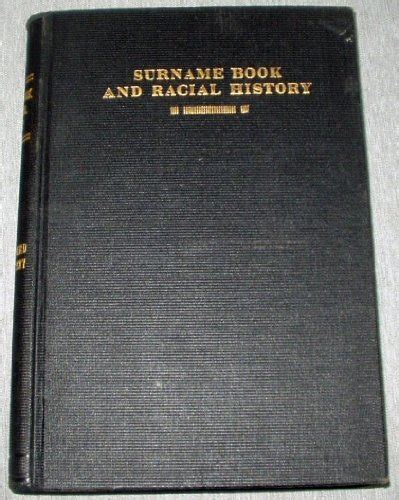 SURNAME BOOK
AND RACIAL HISTORY